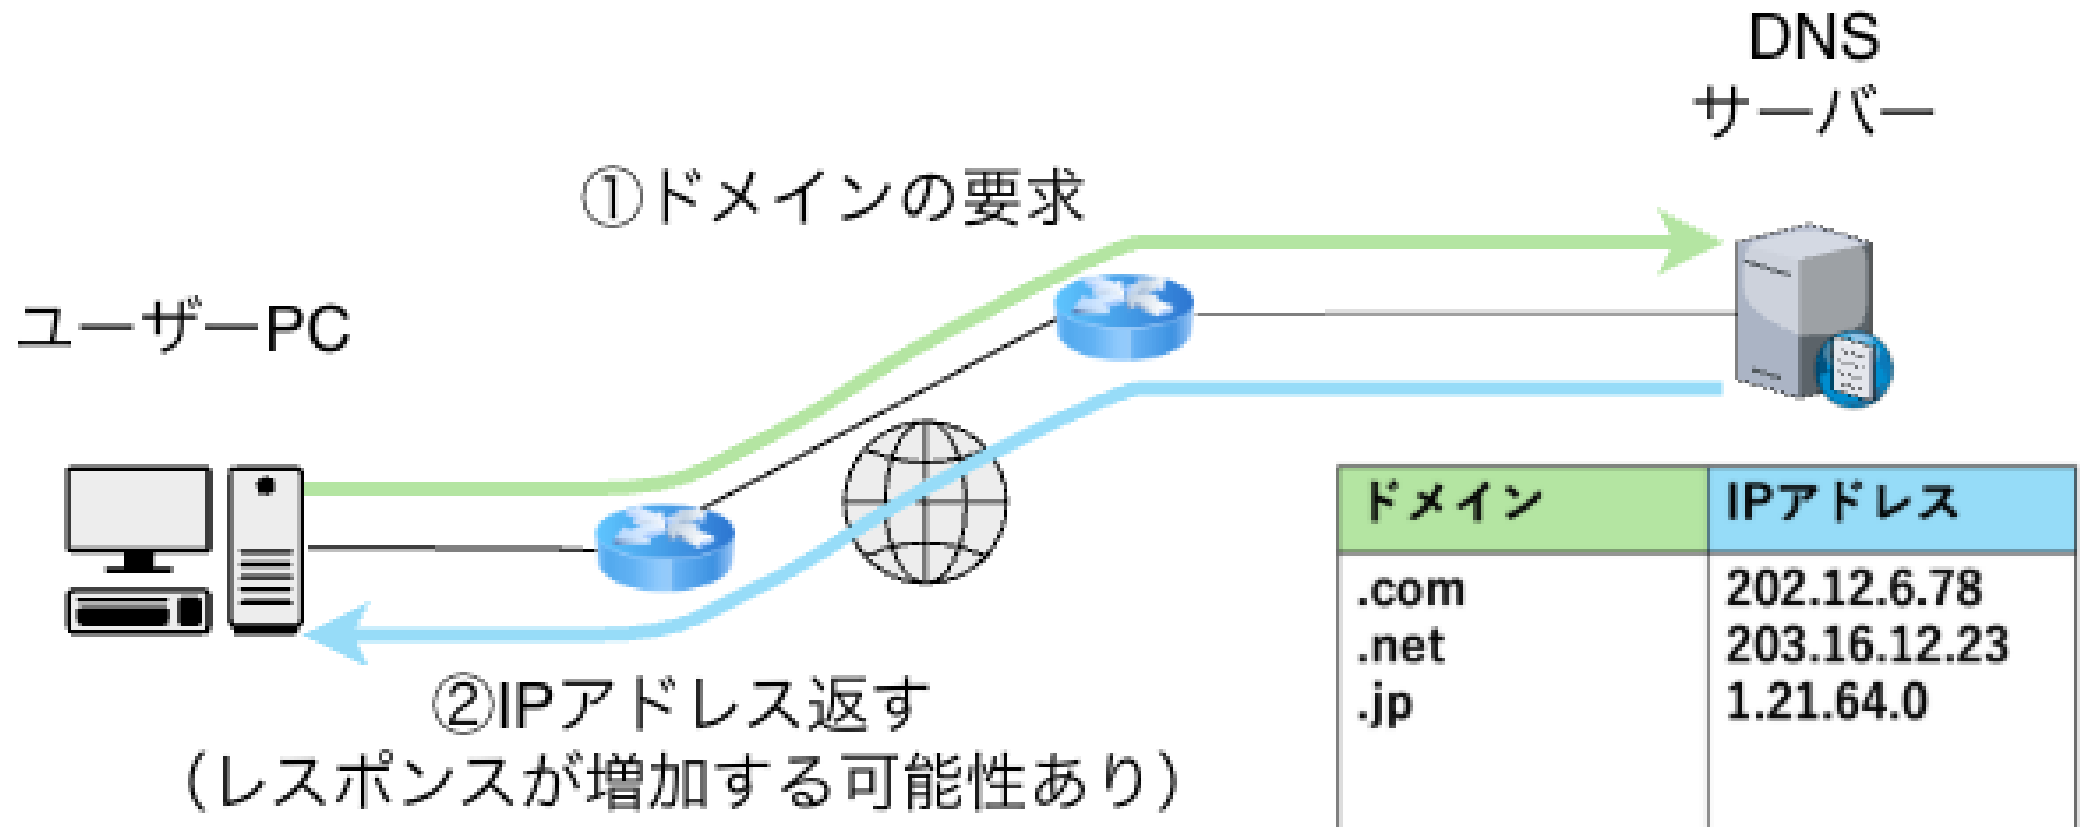 DNS
サーバー
①ドメインの要求
ユーザーPC
ドメイン IPアドレス
.com 202.12.6.78
.net 203.16.12.23
.jp 1.21.64.0
②IPアドレス返す
（レスポンスが増加する可能性あり）